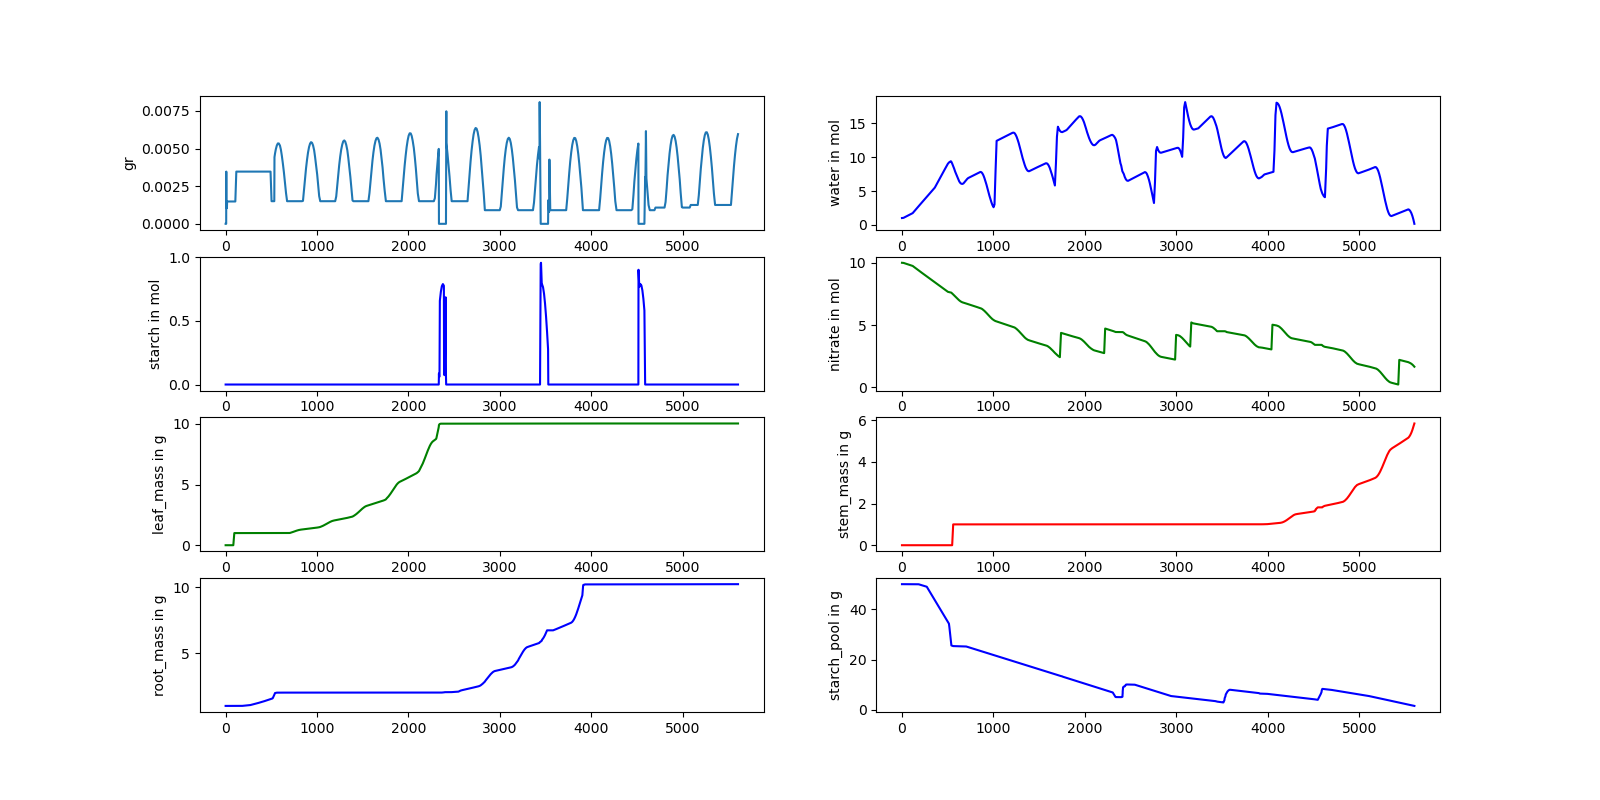 gr
0.0075
0.0050
0.0025
0.0000
0 1000 2000 3000 4000 5000
water in mol
15
10
5
0
0 1000 2000 3000 4000 5000
starch in mol
1.0
0.5
0.0
0 1000 2000 3000 4000 5000
nitrate in mol
10
5
0
0 1000 2000 3000 4000 5000
leaf_mass in g
10
5
0
0 1000 2000 3000 4000 5000
stem_mass in g
6
4
2
0
0 1000 2000 3000 4000 5000
root_mass in g
10
5
0 1000 2000 3000 4000 5000
starch_pool in g
40
20
0
0 1000 2000 3000 4000 5000